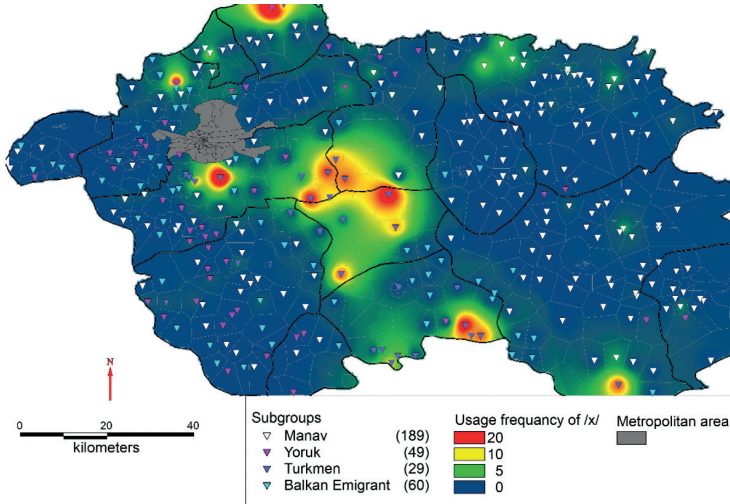 N
0 20 40
kilometers
Subgroups
Manav (189)
Yoruk (49)
Turkmen (29)
Balkan Emigrant (60)
Usage frequancy of /x/
20
10
5
0
Metropolitan area